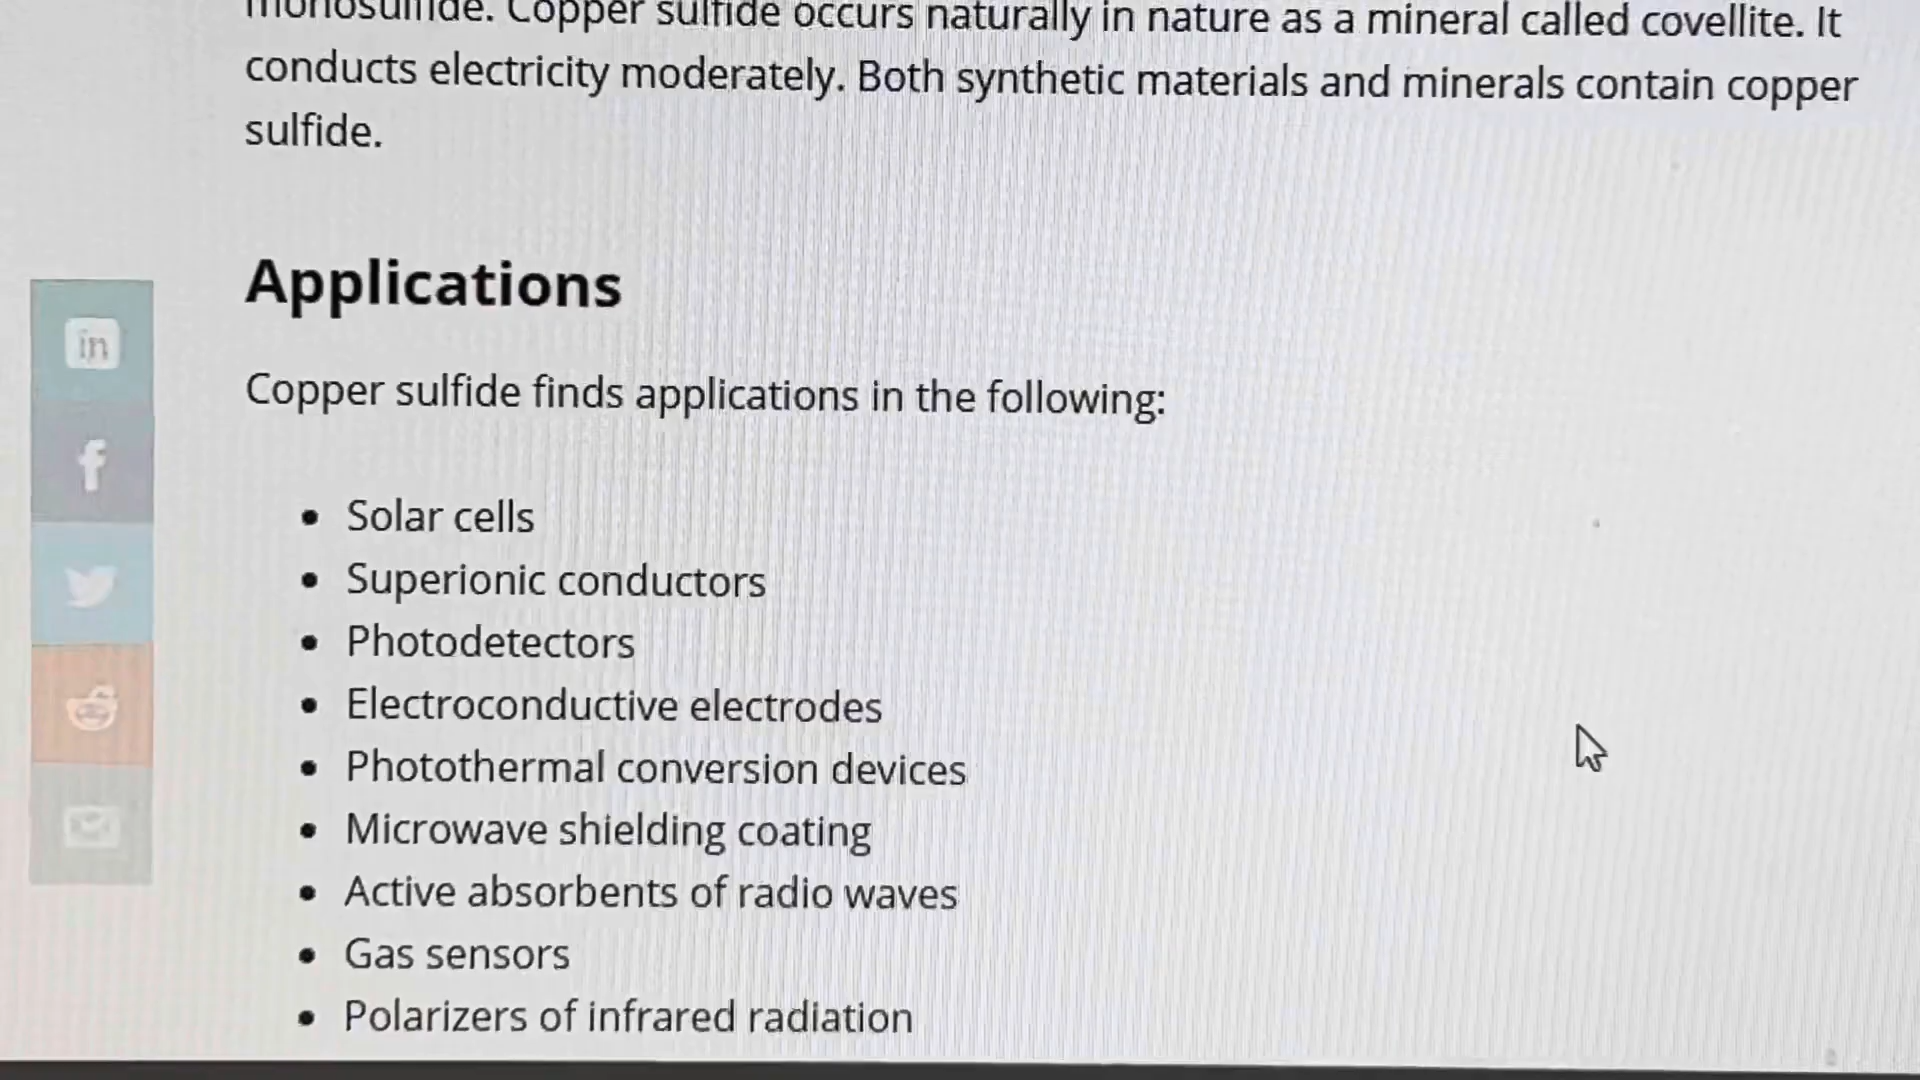 monosulfide. Copper sulfide occurs naturally in nature as a mineral called covellite. It
conducts electricity moderately. Both synthetic materials and minerals contain copper
sulfide.
Applications
in
f
Copper sulfide finds applications in the following:
• Solar cells
• Superionic conductors
• Photodetectors
• Electroconductive electrodes
• Photothermal conversion devices
• Microwave shielding coating
• Active absorbents of radio waves
• Gas sensors
• Polarizers of infrared radiation